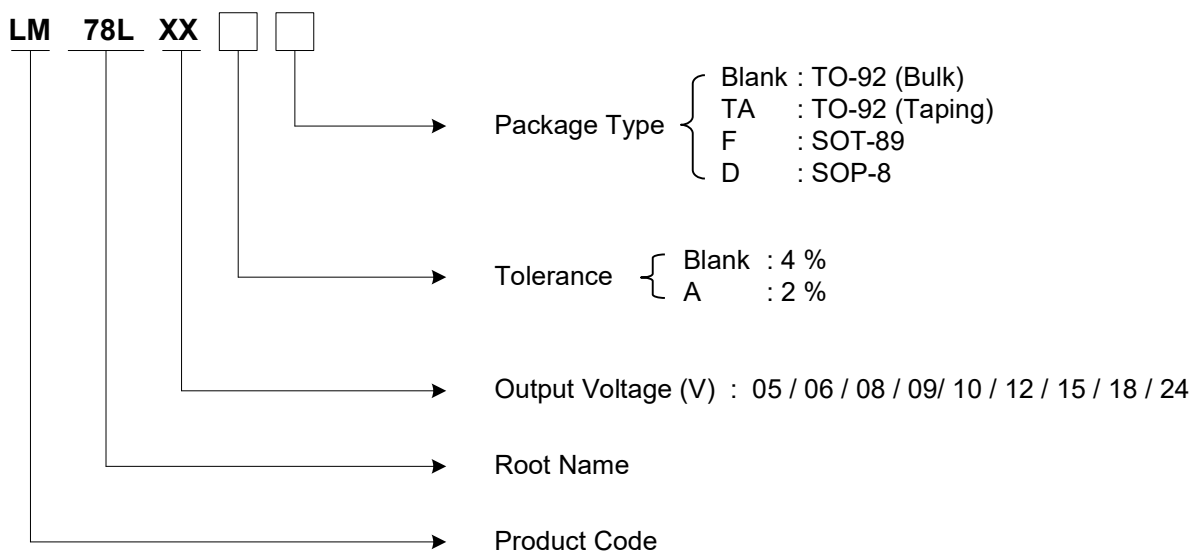 LM 78L XX
Package Type
Blank : TO-92 (Bulk)
TA : TO-92 (Taping)
F : SOT-89
D : SOP-8
Tolerance
Blank : 4 %
A : 2 %
Output Voltage (V) : 05 / 06 / 08 / 09/ 10 / 12 / 15 / 18 / 24
Root Name
Product Code